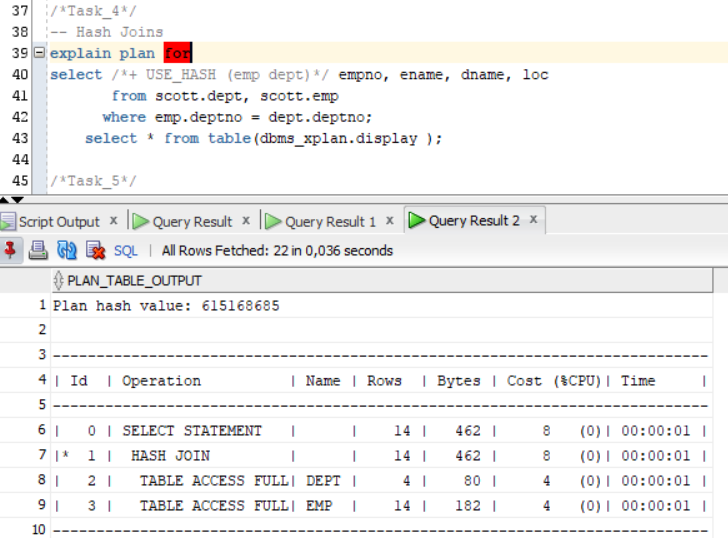 37 /*Task_4*/
38 -- Hash Joins
39 explain plan for
40 select /*+ USE_HASH (emp dept)*/ empno, ename, dname, loc
41 from scott.dept, scott.emp
42 where emp.deptno = dept.deptno;
43 select * from table(dbms_xplan.display );
44
45 /*Task_5*/
Script Output x Query Result x Query Result 1 x Query Result 2 x
SQL | All Rows Fetched: 22 in 0,036 seconds
PLAN_TABLE_OUTPUT
1 Plan hash value: 615168685
2
3 --------------------------------------------------------------------------
4 | Id | Operation | Name | Rows | Bytes | Cost (%CPU)| Time |
5 --------------------------------------------------------------------------
6 | 0 | SELECT STATEMENT | | 14 | 462 | 8 (0)| 00:00:01 |
7 |* 1 | HASH JOIN | | 14 | 462 | 8 (0)| 00:00:01 |
8 | 2 | TABLE ACCESS FULL| DEPT | 4 | 80 | 4 (0)| 00:00:01 |
9 | 3 | TABLE ACCESS FULL| EMP | 14 | 182 | 4 (0)| 00:00:01 |
10 --------------------------------------------------------------------------